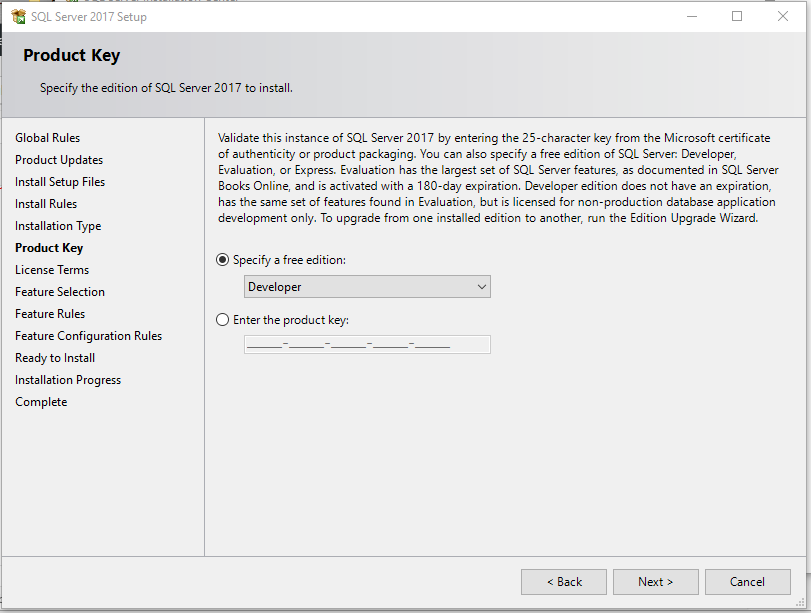 SQL Server 2017 Setup
Product Key
Specify the edition of SQL Server 2017 to install.
Global Rules
Product Updates
Install Setup Files
Install Rules
Installation Type
Product Key
License Terms
Feature Selection
Feature Rules
Feature Configuration Rules
Ready to Install
Installation Progress
Complete
Validate this instance of SQL Server 2017 by entering the 25-character key from the Microsoft certificate
of authenticity or product packaging. You can also specify a free edition of SQL Server: Developer,
Evaluation, or Express. Evaluation has the largest set of SQL Server features, as documented in SQL Server
Books Online, and is activated with a 180-day expiration. Developer edition does not have an expiration,
has the same set of features found in Evaluation, but is licensed for non-production database application
development only. To upgrade from one installed edition to another, run the Edition Upgrade Wizard.
Specify a free edition:
Developer
Enter the product key:
_____-_____-_____-_____-_____
< Back
Next >
Cancel